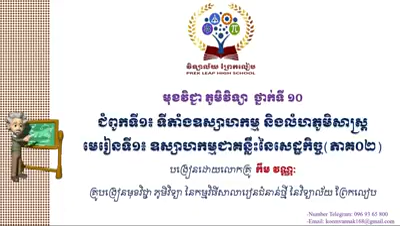 វិទ្យាល័យ ព្រែកលៀប
PREK LEAP HIGH SCHOOL
មុខវិជ្ជា ភូមិវិទ្យា ថ្នាក់ទី ១០
ជំពូកទី១៖ ទីតាំងឧស្សាហកម្ម និងលំហភូមិសាស្ត្រ
មេរៀនទី១៖ ឧស្សាហកម្មជាគន្លឹះនៃសេដ្ឋកិច្ច(ភាគ០២)
បង្រៀនដោយលោកគ្រូ គឹម វណ្ណៈ
គ្រូបង្រៀនមុខវិជ្ជា ភូមិវិទ្យា នៃកម្មវិធីសាលារៀនជំនាន់ថ្មី នៃវិទ្យាល័យ ព្រែកលៀប
-Number Telegram: 096 93 65 800